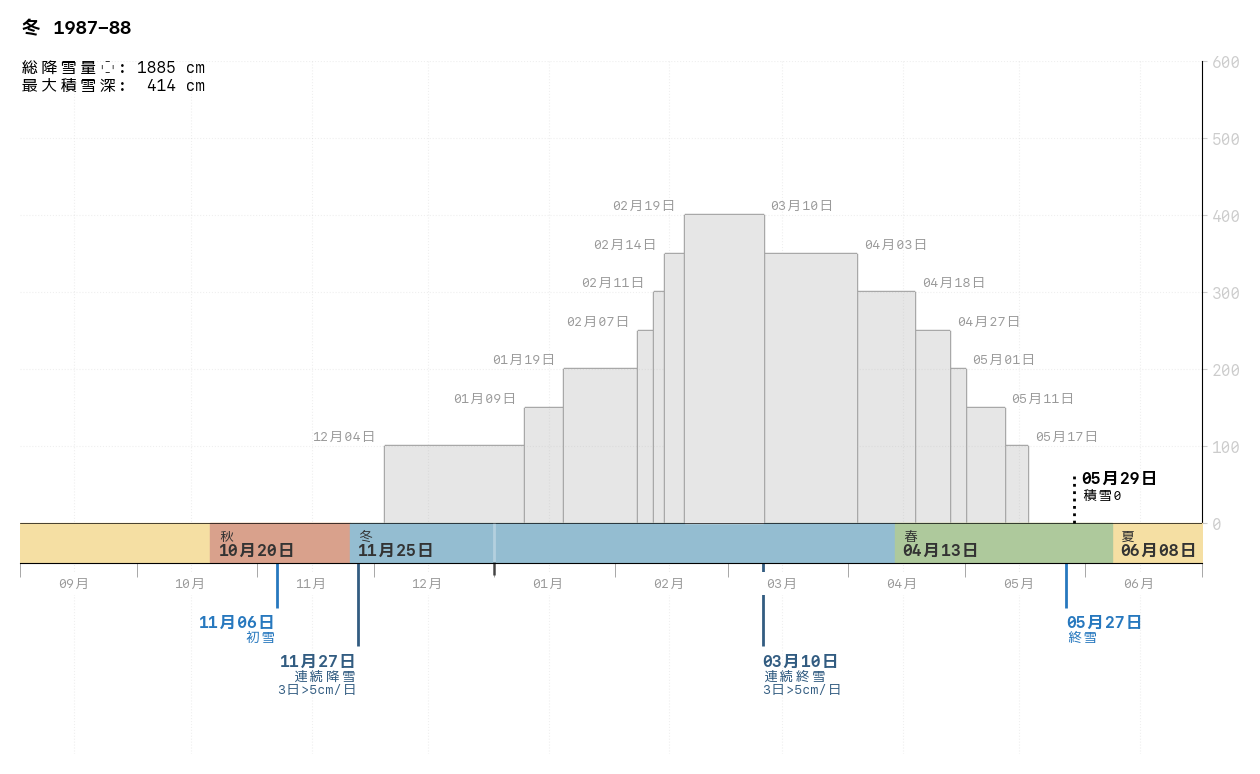 冬 1987–88
総降雪量◌: 1885 cm
最大積雪深: 414 cm
600
500
400
300
200
100
0
02月19日
03月10日
02月14日
04月03日
02月11日
04月18日
02月07日
04月27日
01月19日
05月01日
01月09日
05月11日
12月04日
05月17日
05月29日
積雪0
秋
10月20日
冬
11月25日
春
04月13日
夏
06月08日
09月
10月
11月
12月
01月
02月
03月
04月
05月
06月
11月06日
初雪
05月27日
終雪
11月27日
連続降雪
3日>5cm/日
03月10日
連続終雪
3日>5cm/日